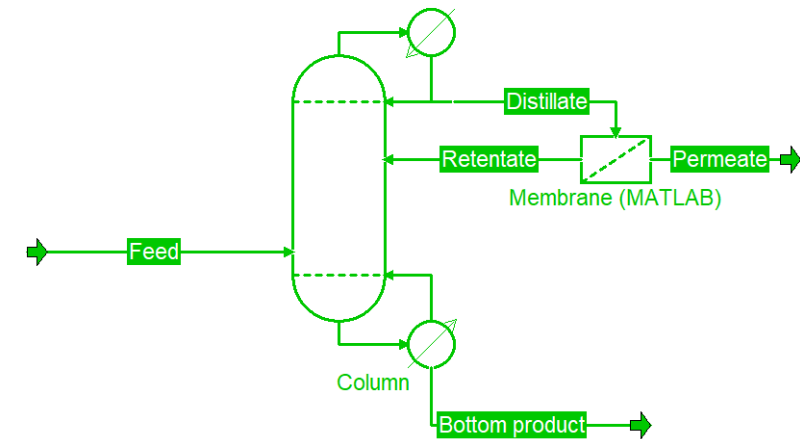 Distillate
Retentate
Permeate
Membrane (MATLAB)
Feed
Column
Bottom product